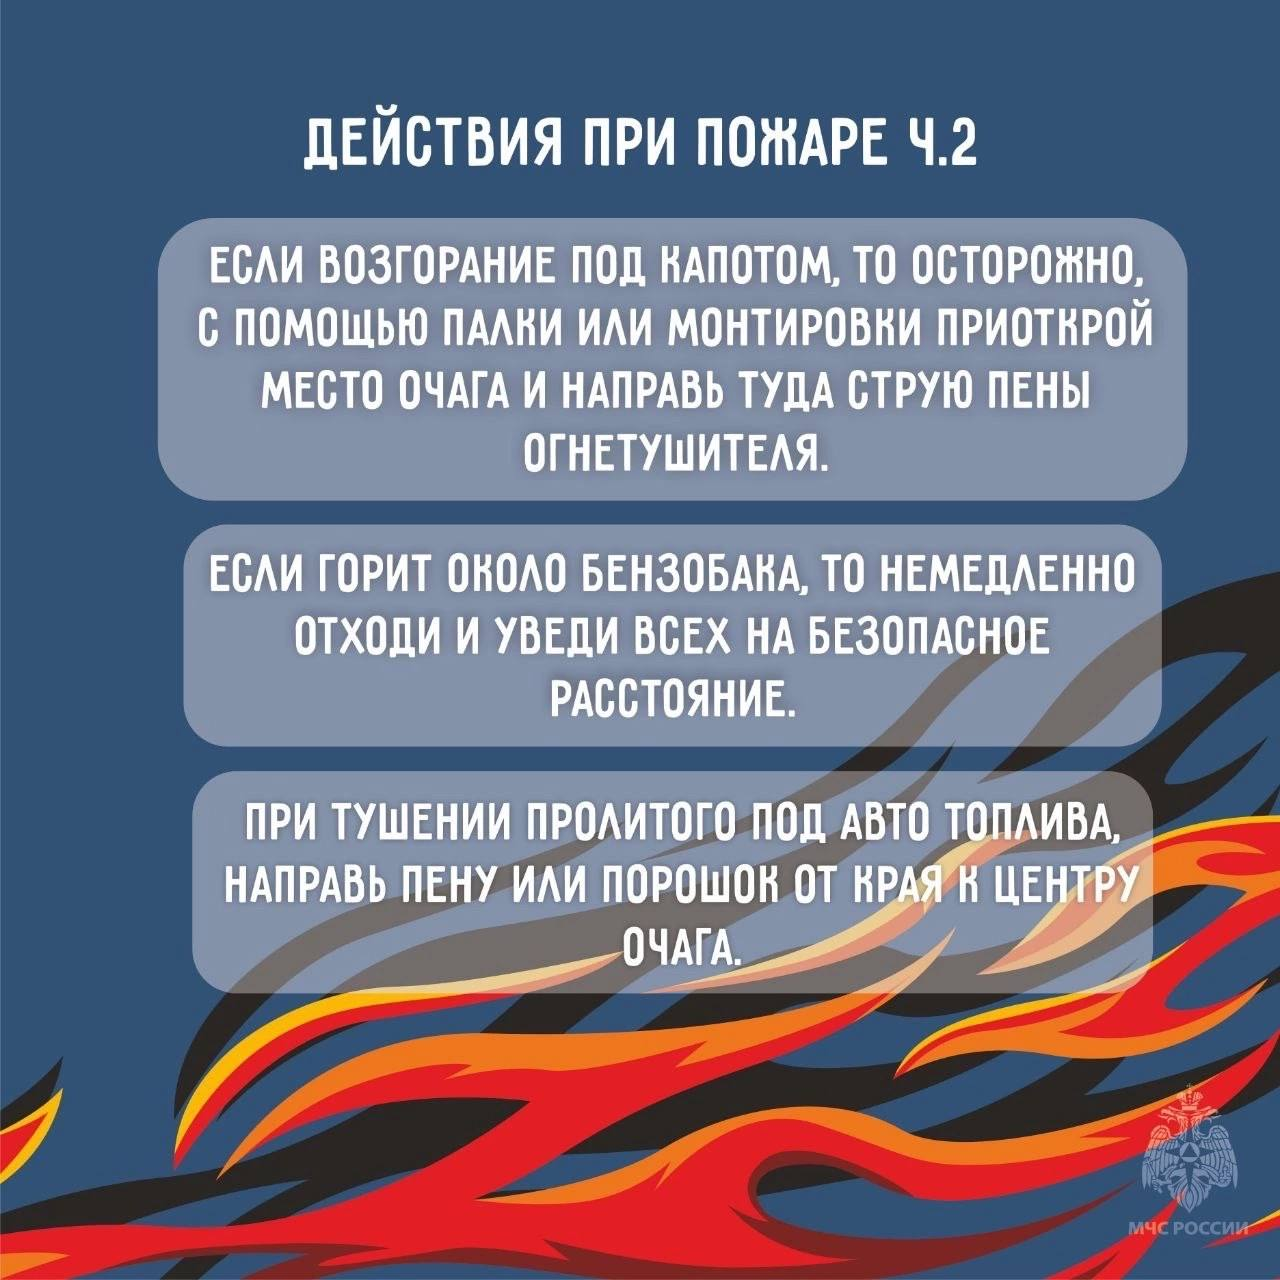 ДЕЙСТВИЯ ПРИ ПОЖАРЕ Ч.2
ЕСЛИ ВОЗГОРАНИЕ ПОД КАПОТОМ, ТО ОСТОРОЖНО,
С ПОМОЩЬЮ ПАЛКИ ИЛИ МОНТИРОВКИ ПРИОТКРОЙ
МЕСТО ОЧАГА И НАПРАВЬ ТУДА СТРУЮ ПЕНЫ
ОГНЕТУШИТЕЛЯ.
ЕСЛИ ГОРИТ ОКОЛО БЕНЗОБАКА, ТО НЕМЕДЛЕННО
ОТХОДИ И УВЕДИ ВСЕХ НА БЕЗОПАСНОЕ
РАССТОЯНИЕ.
ПРИ ТУШЕНИИ ПРОЛИТОГО ПОД АВТО ТОПЛИВА,
НАПРАВЬ ПЕНУ ИЛИ ПОРОШОК ОТ КРАЯ К ЦЕНТРУ
ОЧАГА.
МЧС РОССИИ